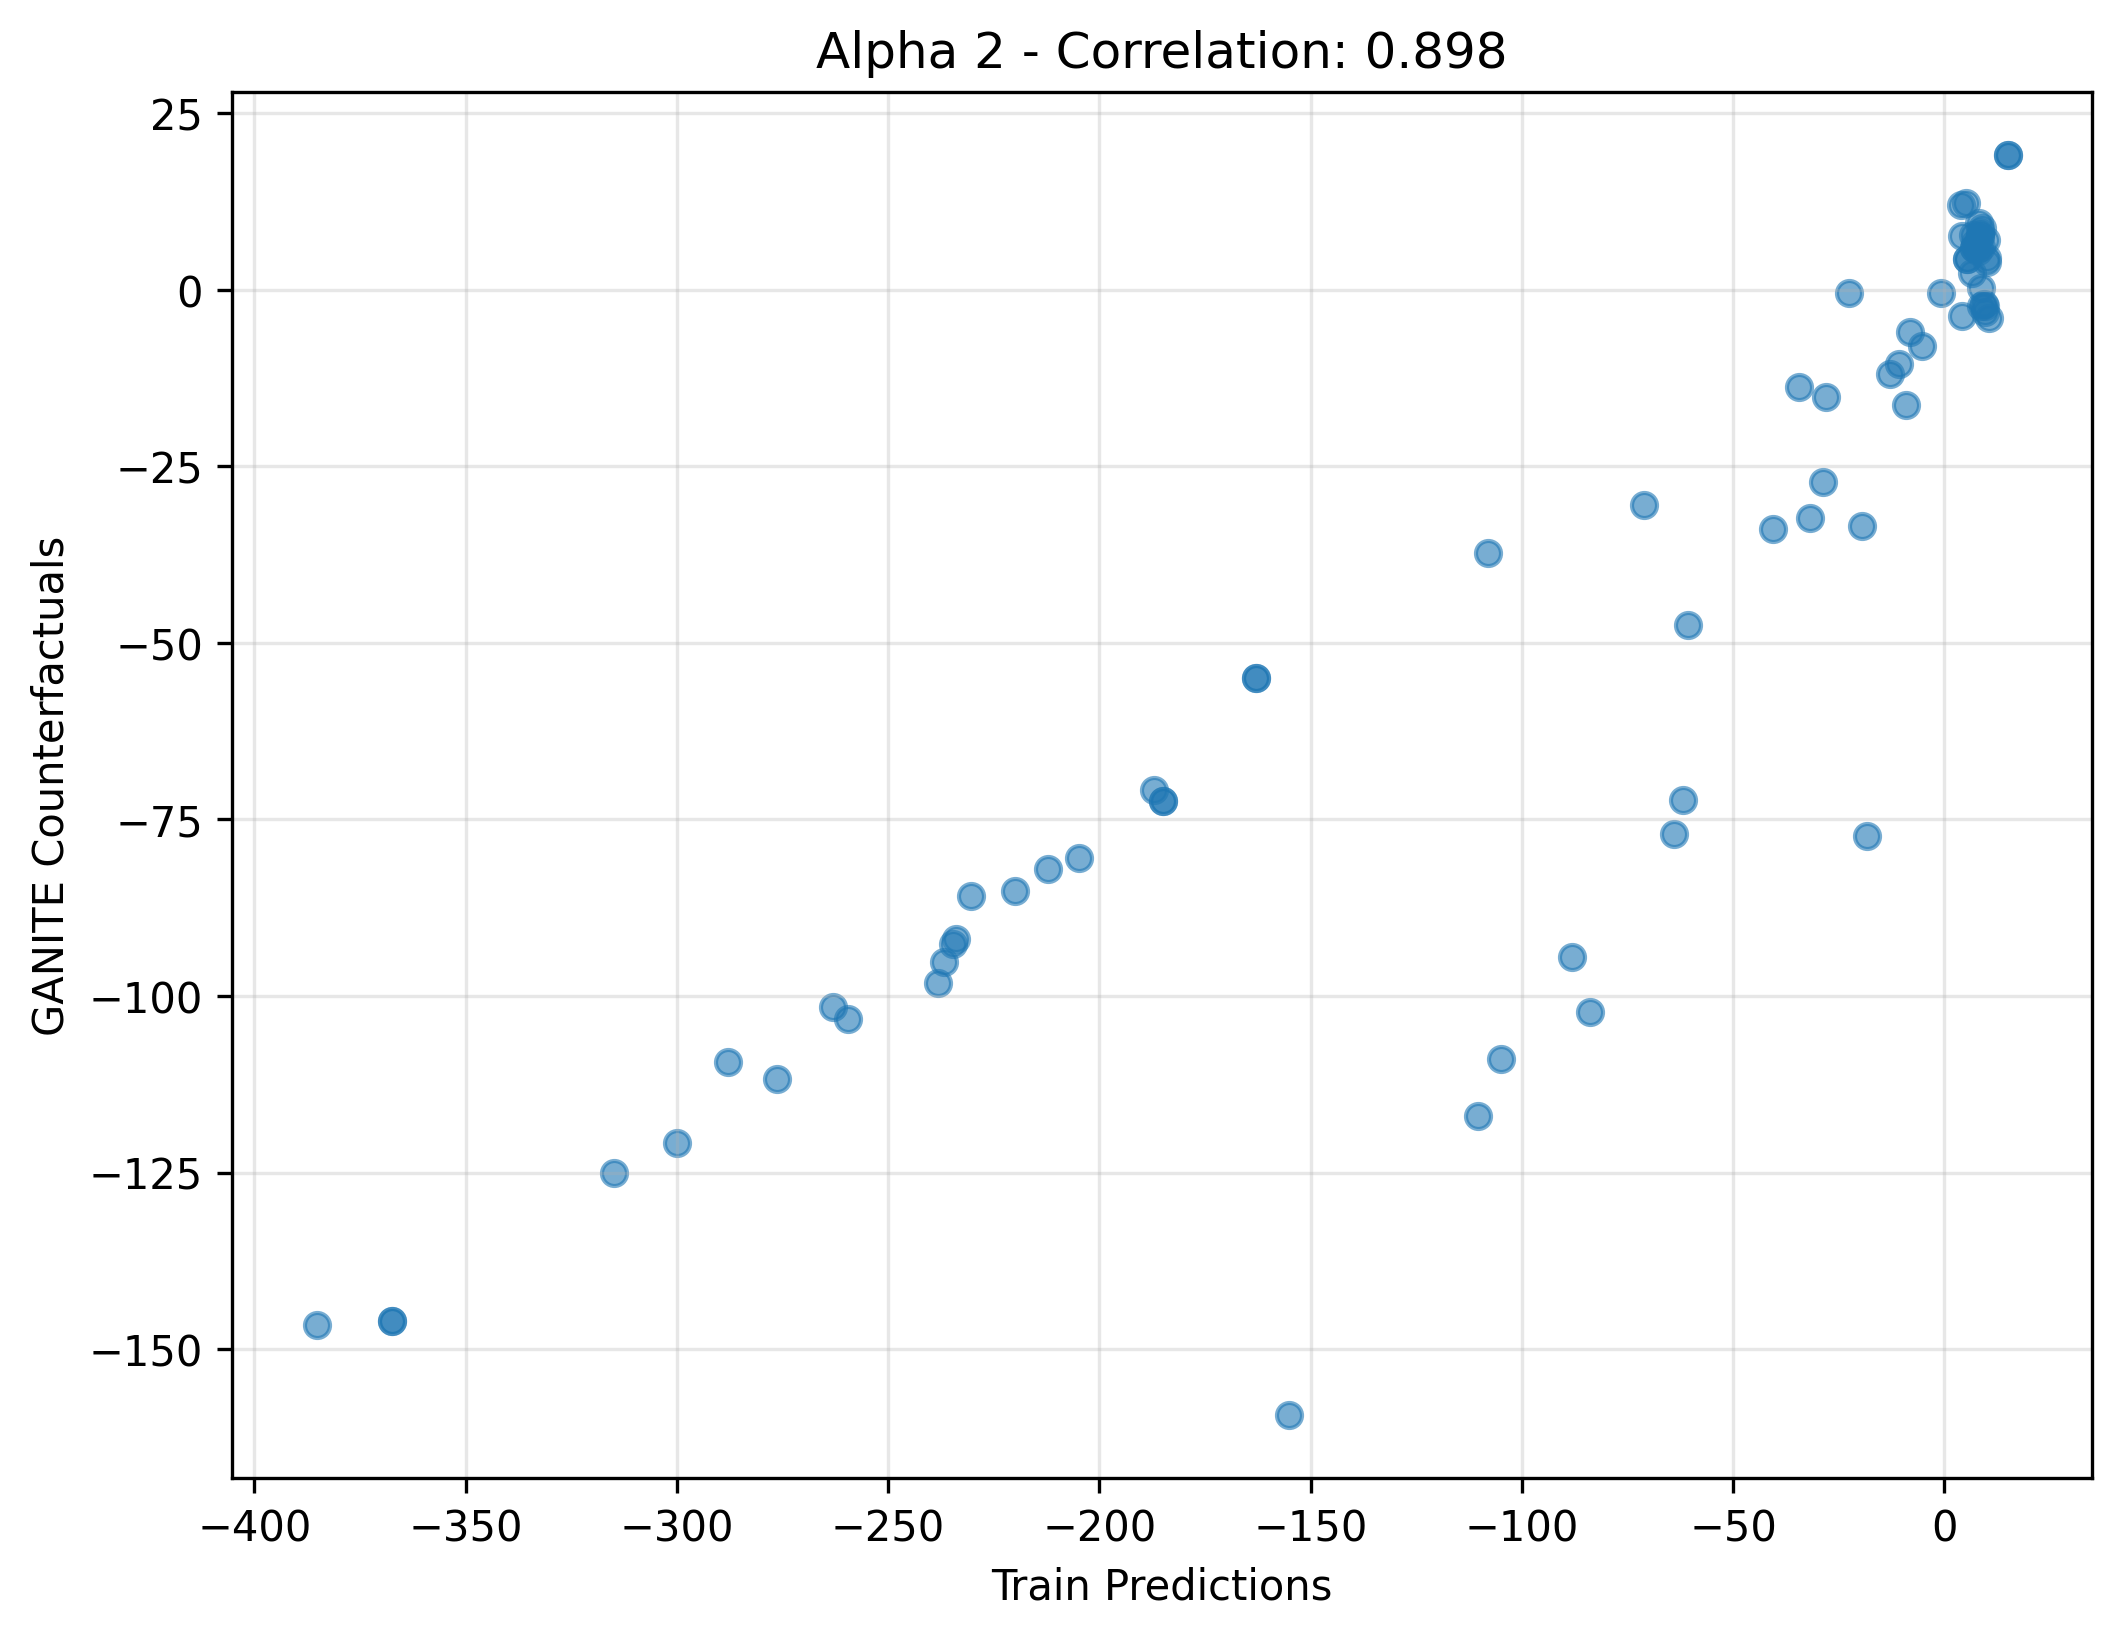 Alpha 2 - Correlation: 0.898
25
0
−25
−50
−75
−100
−125
−150
GANITE Counterfactuals
−400 −350 −300 −250 −200 −150 −100 −50 0
Train Predictions